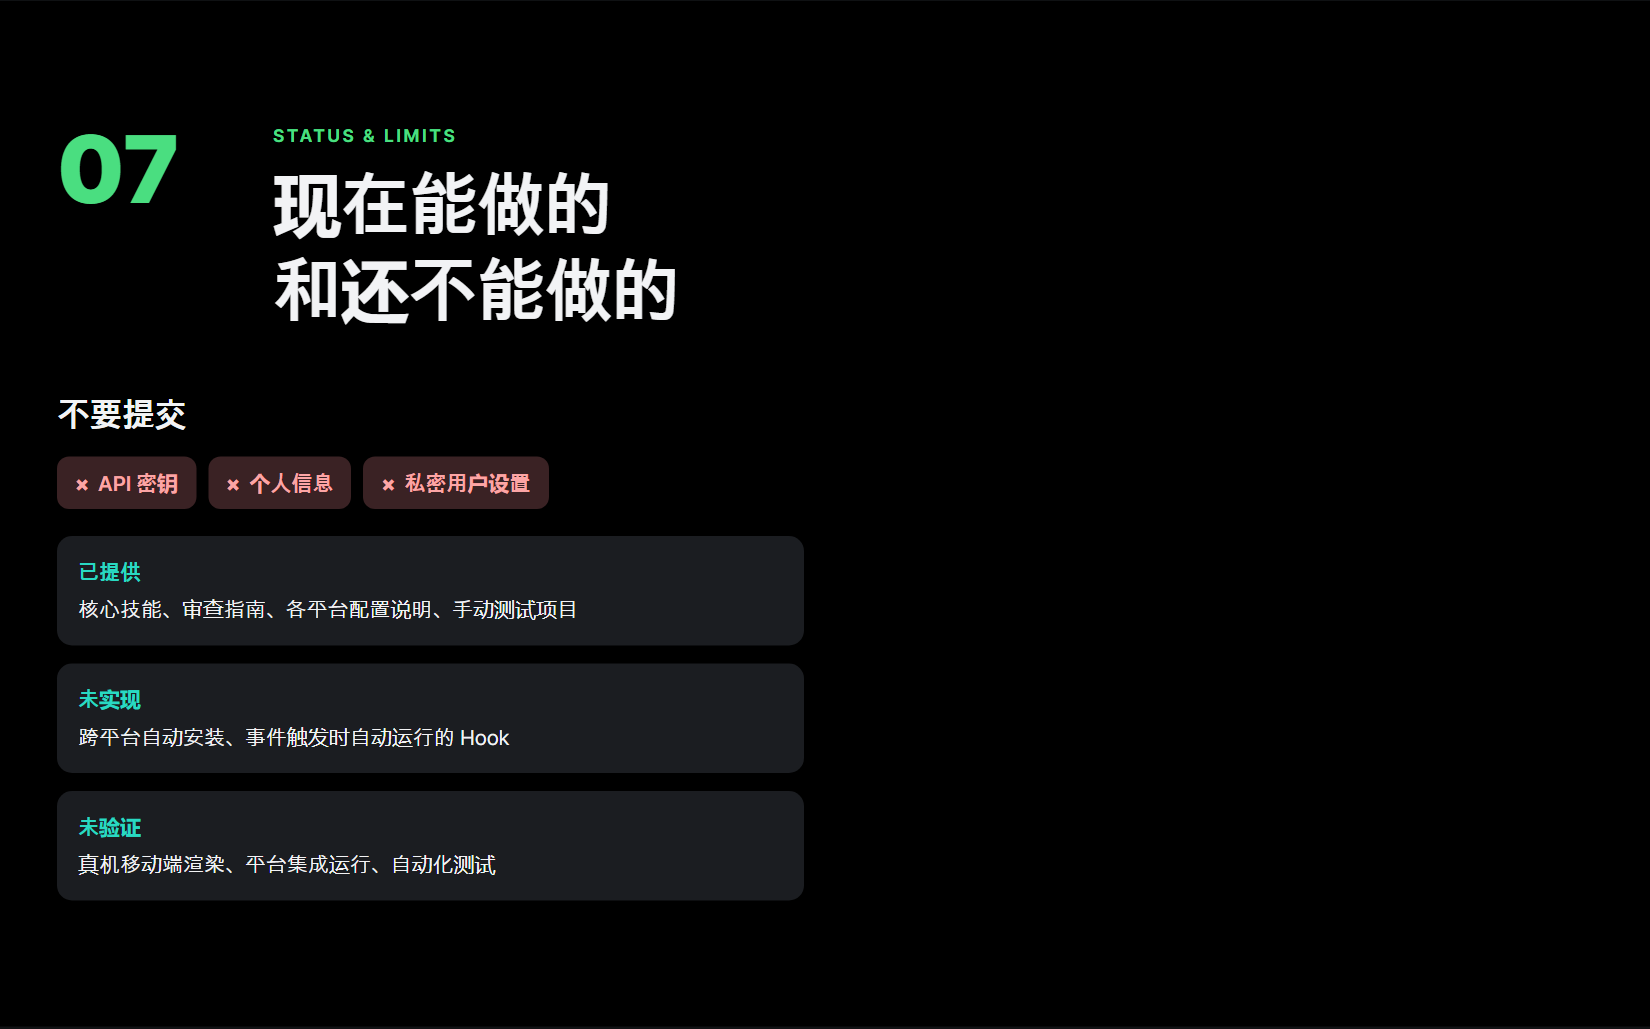 07
STATUS & LIMITS
现在能做的
和还不能做的
不要提交
× API 密钥
× 个人信息
× 私密用户设置
已提供
核心技能、审查指南、各平台配置说明、手动测试项目
未实现
跨平台自动安装、事件触发时自动运行的 Hook
未验证
真机移动端渲染、平台集成运行、自动化测试